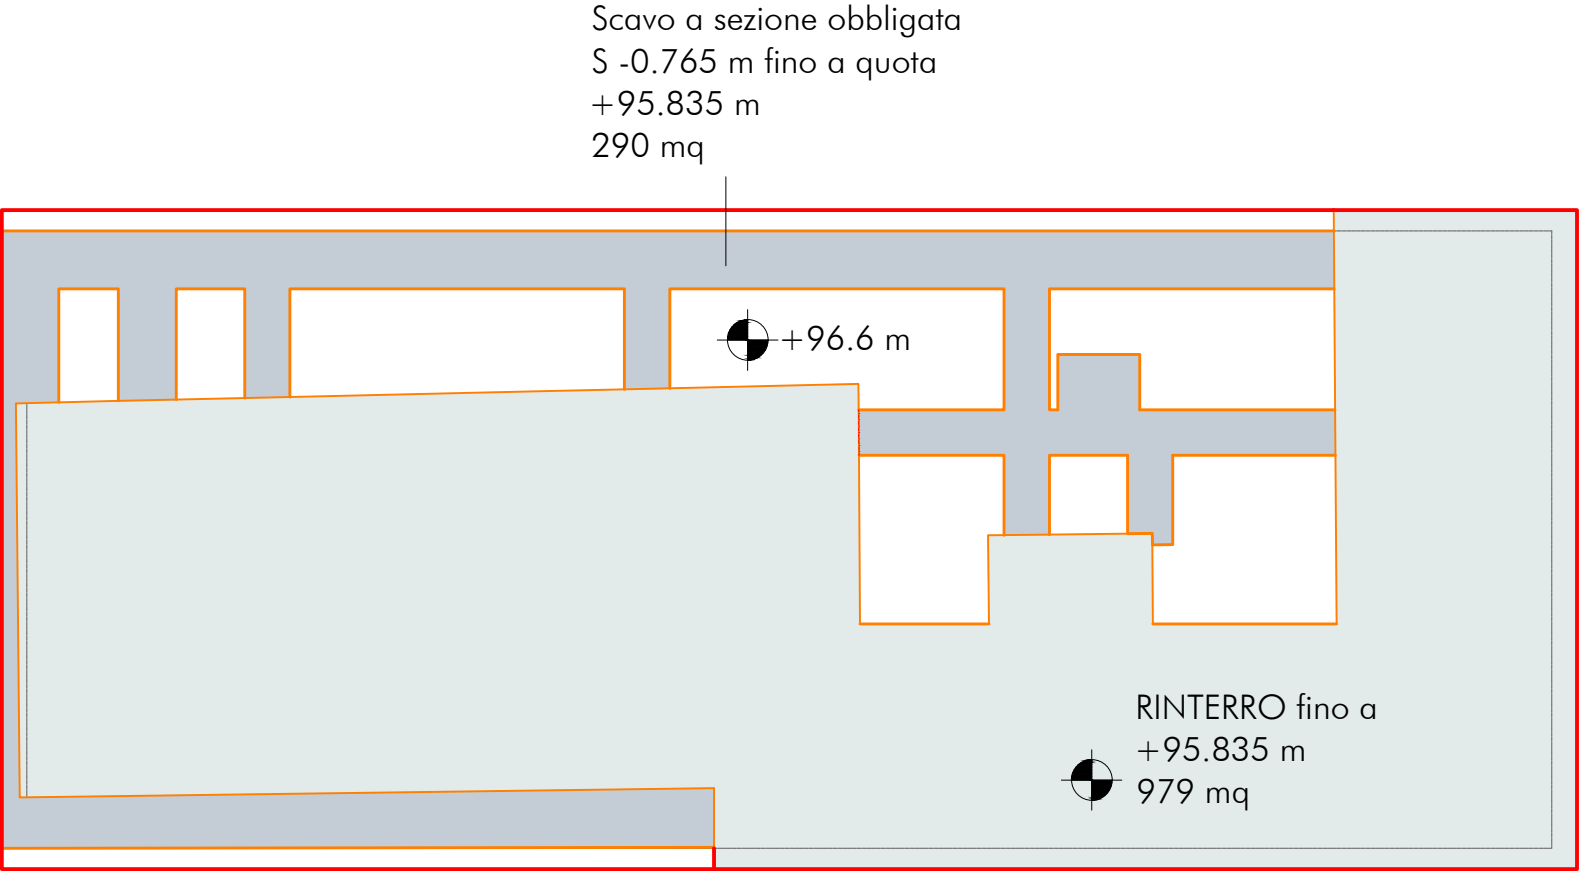 Scavo a sezione obbligata
S -0.765 m fino a quota
+95.835 m
290 mq
+96.6 m
RINTERRO fino a
+95.835 m
979 mq